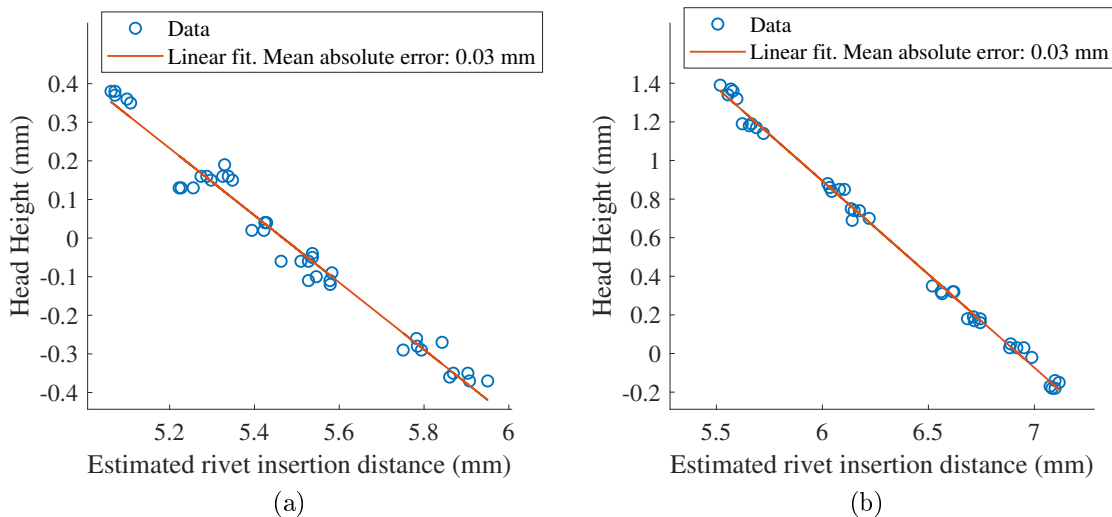 Data
Linear fit. Mean absolute error: 0.03 mm
0.4
0.3
0.2
0.1
0
-0.1
-0.2
-0.3
-0.4
Head Height (mm)
5.2
5.4
5.6
5.8
6
Estimated rivet insertion distance (mm)
(a)
Data
Linear fit. Mean absolute error: 0.03 mm
1.4
1.2
1
0.8
0.6
0.4
0.2
0
-0.2
Head Height (mm)
5.5
6
6.5
7
Estimated rivet insertion distance (mm)
(b)